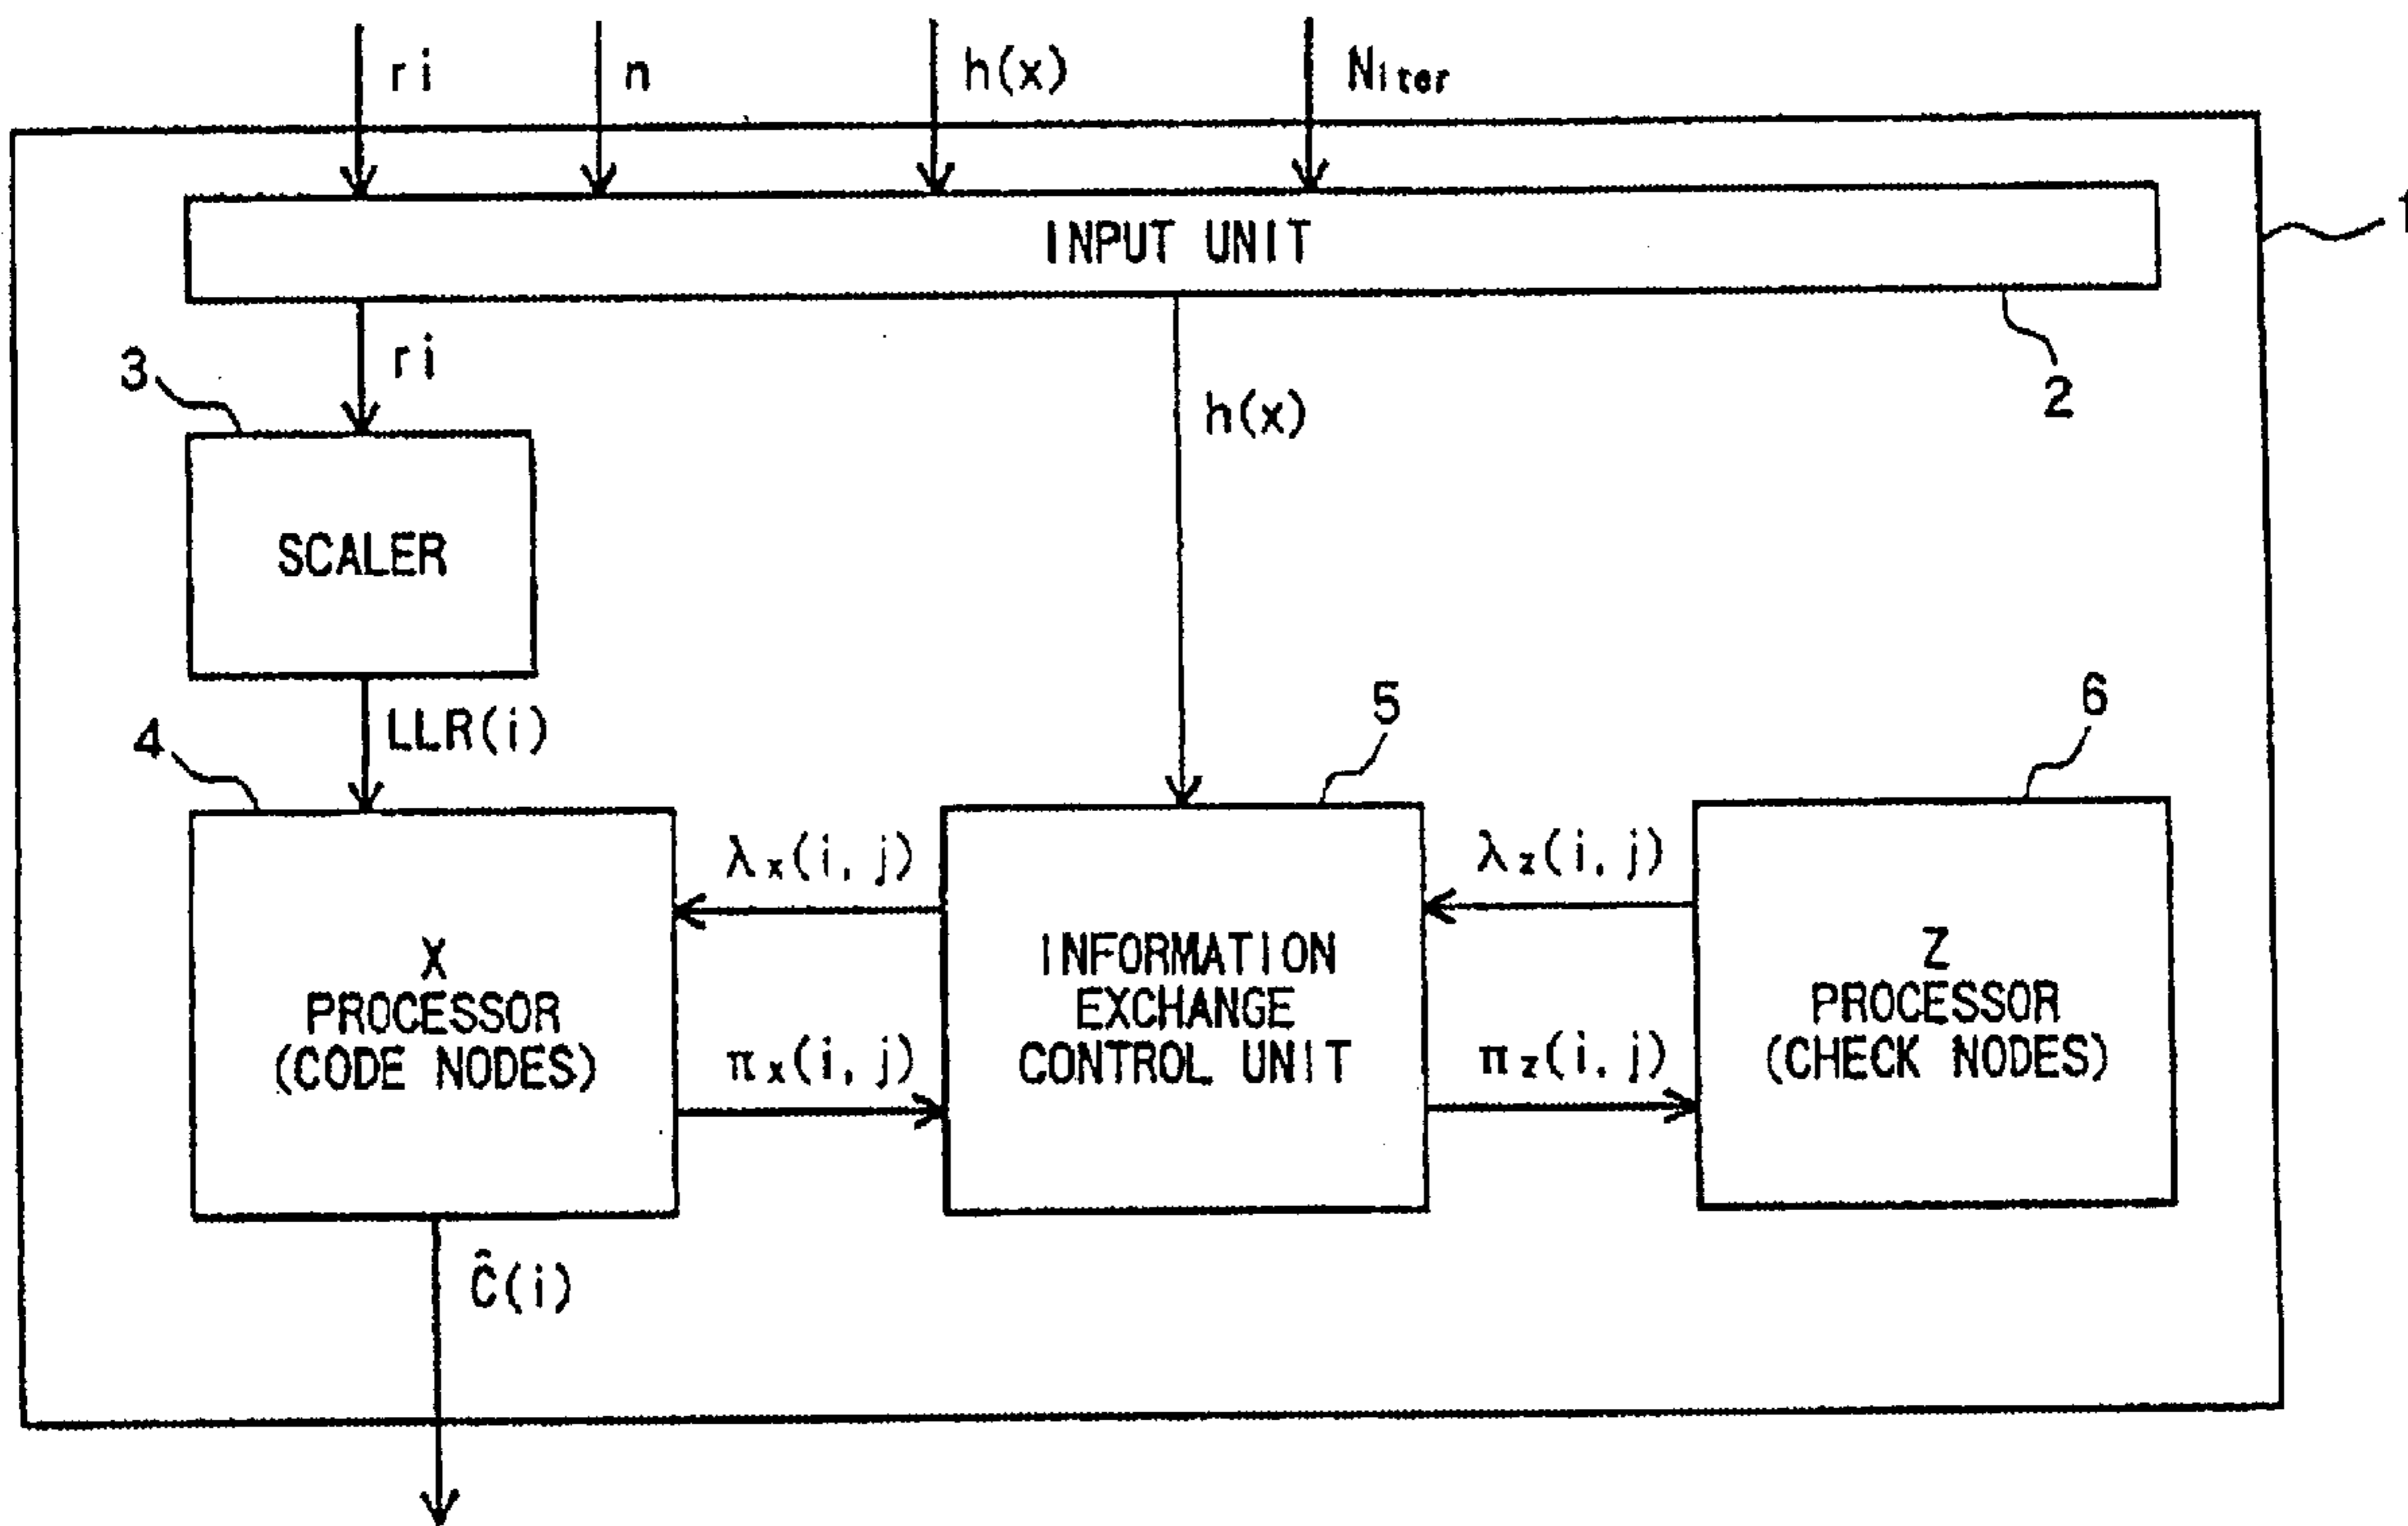 ri
n
h(x)
Niter
1
INPUT UNIT
2
ri
3
h(x)
SCALER
LLR(i)
4
5
6
λx(i, j)
λz(i, j)
X
PROCESSOR
(CODE NODES)
INFORMATION
EXCHANGE
CONTROL UNIT
Z
PROCESSOR
(CHECK NODES)
πx(i, j)
πz(i, j)
Ĉ(i)